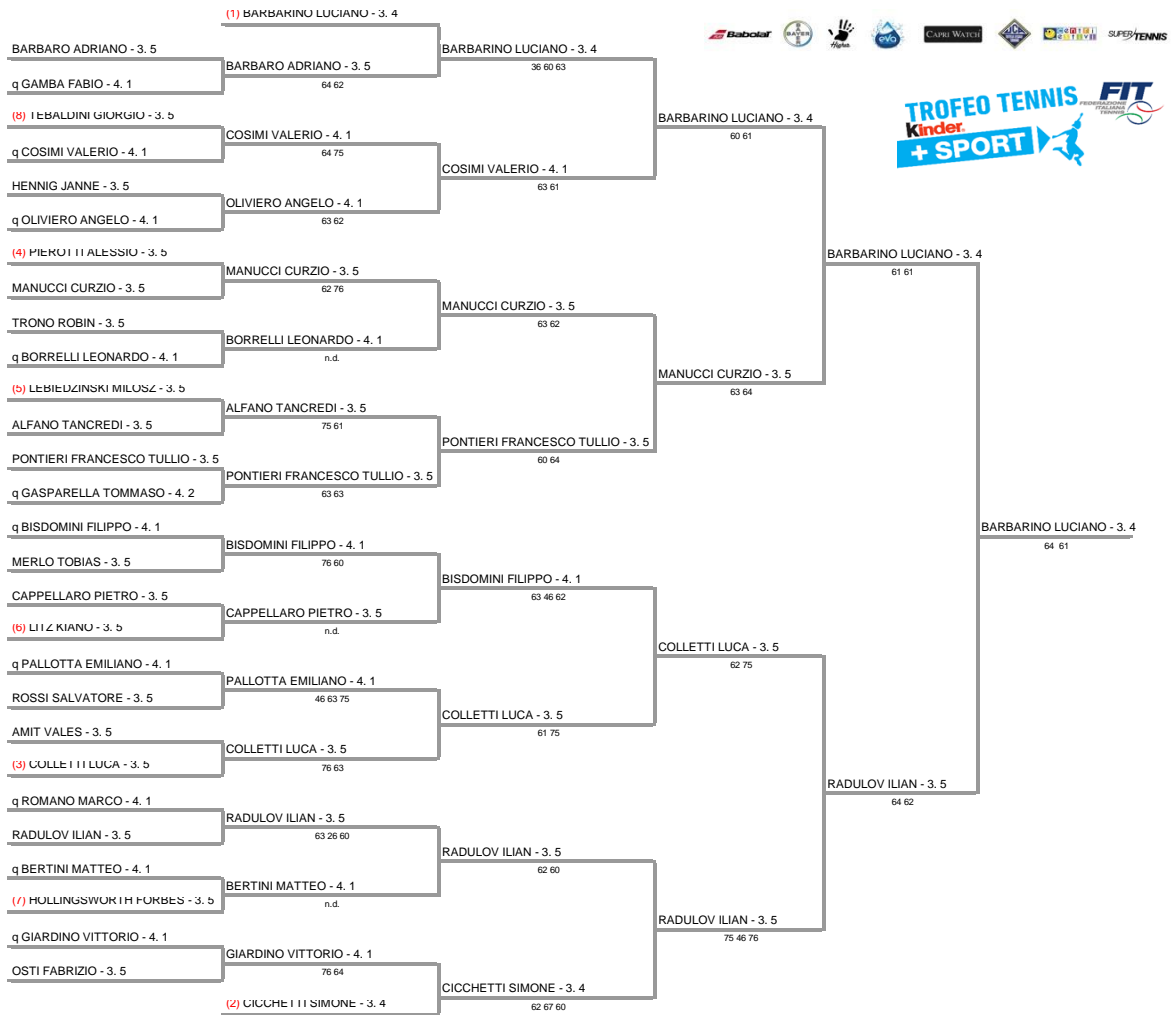 (1) BARBARINO LUCIANO - 3. 4
BARBARO ADRIANO - 3. 5
q GAMBA FABIO - 4. 1
(8) TEBALDINI GIORGIO - 3. 5
q COSIMI VALERIO - 4. 1
HENNIG JANNE - 3. 5
q OLIVIERO ANGELO - 4. 1
(4) PIEROTTI ALESSIO - 3. 5
MANUCCI CURZIO - 3. 5
TRONO ROBIN - 3. 5
q BORRELLI LEONARDO - 4. 1
(5) LEBIEDZINSKI MILOSZ - 3. 5
ALFANO TANCREDI - 3. 5
PONTIERI FRANCESCO TULLIO - 3. 5
q GASPARELLA TOMMASO - 4. 2
q BISDOMINI FILIPPO - 4. 1
MERLO TOBIAS - 3. 5
CAPPELLARO PIETRO - 3. 5
(6) LITZ KIANO - 3. 5
q PALLOTTA EMILIANO - 4. 1
ROSSI SALVATORE - 3. 5
AMIT VALES - 3. 5
(3) COLLETTI LUCA - 3. 5
q ROMANO MARCO - 4. 1
RADULOV ILIAN - 3. 5
q BERTINI MATTEO - 4. 1
(7) HOLLINGSWORTH FORBES - 3. 5
q GIARDINO VITTORIO - 4. 1
OSTI FABRIZIO - 3. 5
(2) CICCHETTI SIMONE - 3. 4
BARBARO ADRIANO - 3. 5
64 62
COSIMI VALERIO - 4. 1
64 75
OLIVIERO ANGELO - 4. 1
63 62
MANUCCI CURZIO - 3. 5
62 76
BORRELLI LEONARDO - 4. 1
n.d.
ALFANO TANCREDI - 3. 5
75 61
PONTIERI FRANCESCO TULLIO - 3. 5
63 63
BISDOMINI FILIPPO - 4. 1
76 60
CAPPELLARO PIETRO - 3. 5
n.d.
PALLOTTA EMILIANO - 4. 1
46 63 75
COLLETTI LUCA - 3. 5
76 63
RADULOV ILIAN - 3. 5
63 26 60
BERTINI MATTEO - 4. 1
n.d.
GIARDINO VITTORIO - 4. 1
76 64
BARBARINO LUCIANO - 3. 4
36 60 63
COSIMI VALERIO - 4. 1
63 61
MANUCCI CURZIO - 3. 5
63 62
PONTIERI FRANCESCO TULLIO - 3. 5
60 64
BISDOMINI FILIPPO - 4. 1
63 46 62
COLLETTI LUCA - 3. 5
61 75
RADULOV ILIAN - 3. 5
62 60
CICCHETTI SIMONE - 3. 4
62 67 60
BARBARINO LUCIANO - 3. 4
60 61
MANUCCI CURZIO - 3. 5
63 64
COLLETTI LUCA - 3. 5
62 75
RADULOV ILIAN - 3. 5
75 46 76
BARBARINO LUCIANO - 3. 4
61 61
RADULOV ILIAN - 3. 5
64 62
BARBARINO LUCIANO - 3. 4
64 61
Babolat
BAYER
eva
CAPRI WATCH
SUPER TENNIS
TROFEO TENNIS
Kinder
+ SPORT
FIT
FEDERAZIONE
ITALIANA
TENNIS